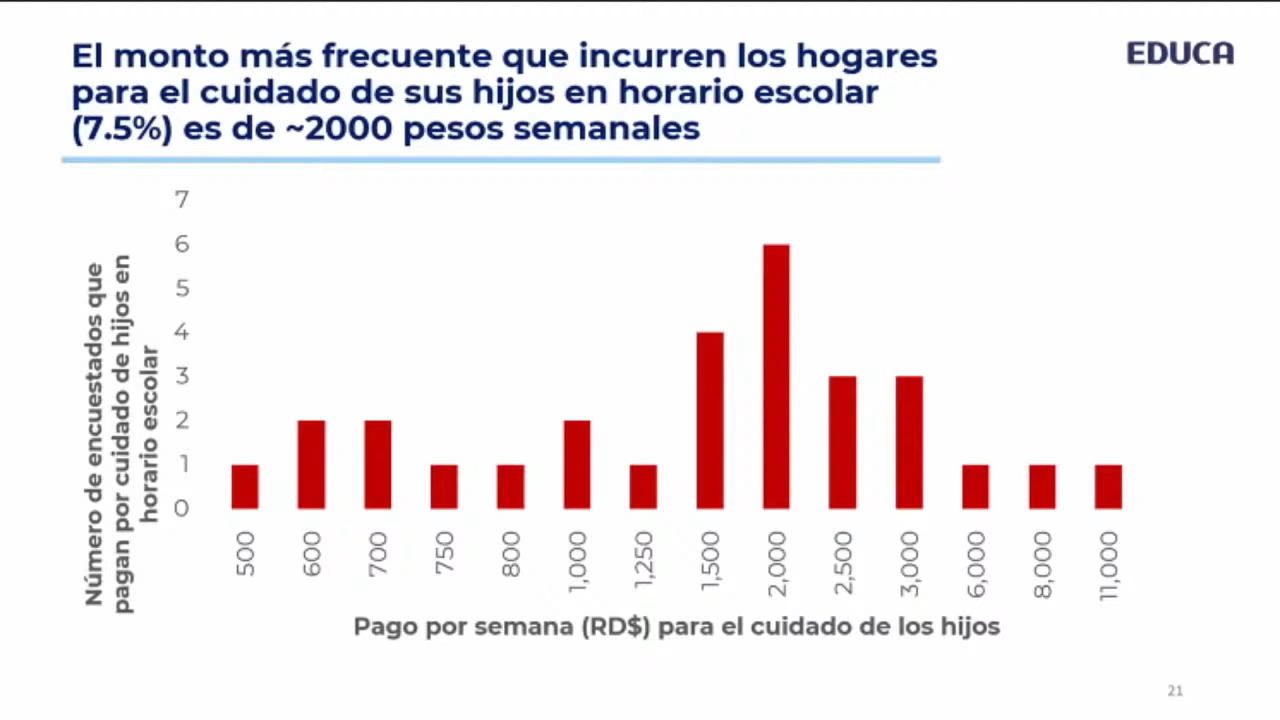 El monto más frecuente que incurren los hogares
para el cuidado de sus hijos en horario escolar
(7.5%) es de ~2000 pesos semanales
EDUCA
Número de encuestados que
pagan por cuidado de hijos en
horario escolar
7
6
5
4
3
2
1
0
500
600
700
750
800
1,000
1,250
1,500
2,000
2,500
3,000
6,000
8,000
11,000
Pago por semana (RD$) para el cuidado de los hijos
21